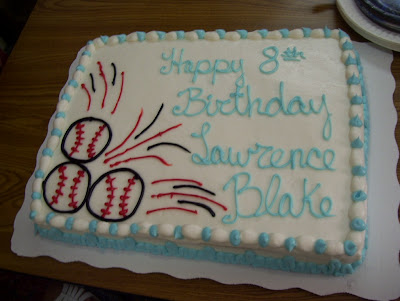 Happy 8th
Birthday
Lawrence
Blake